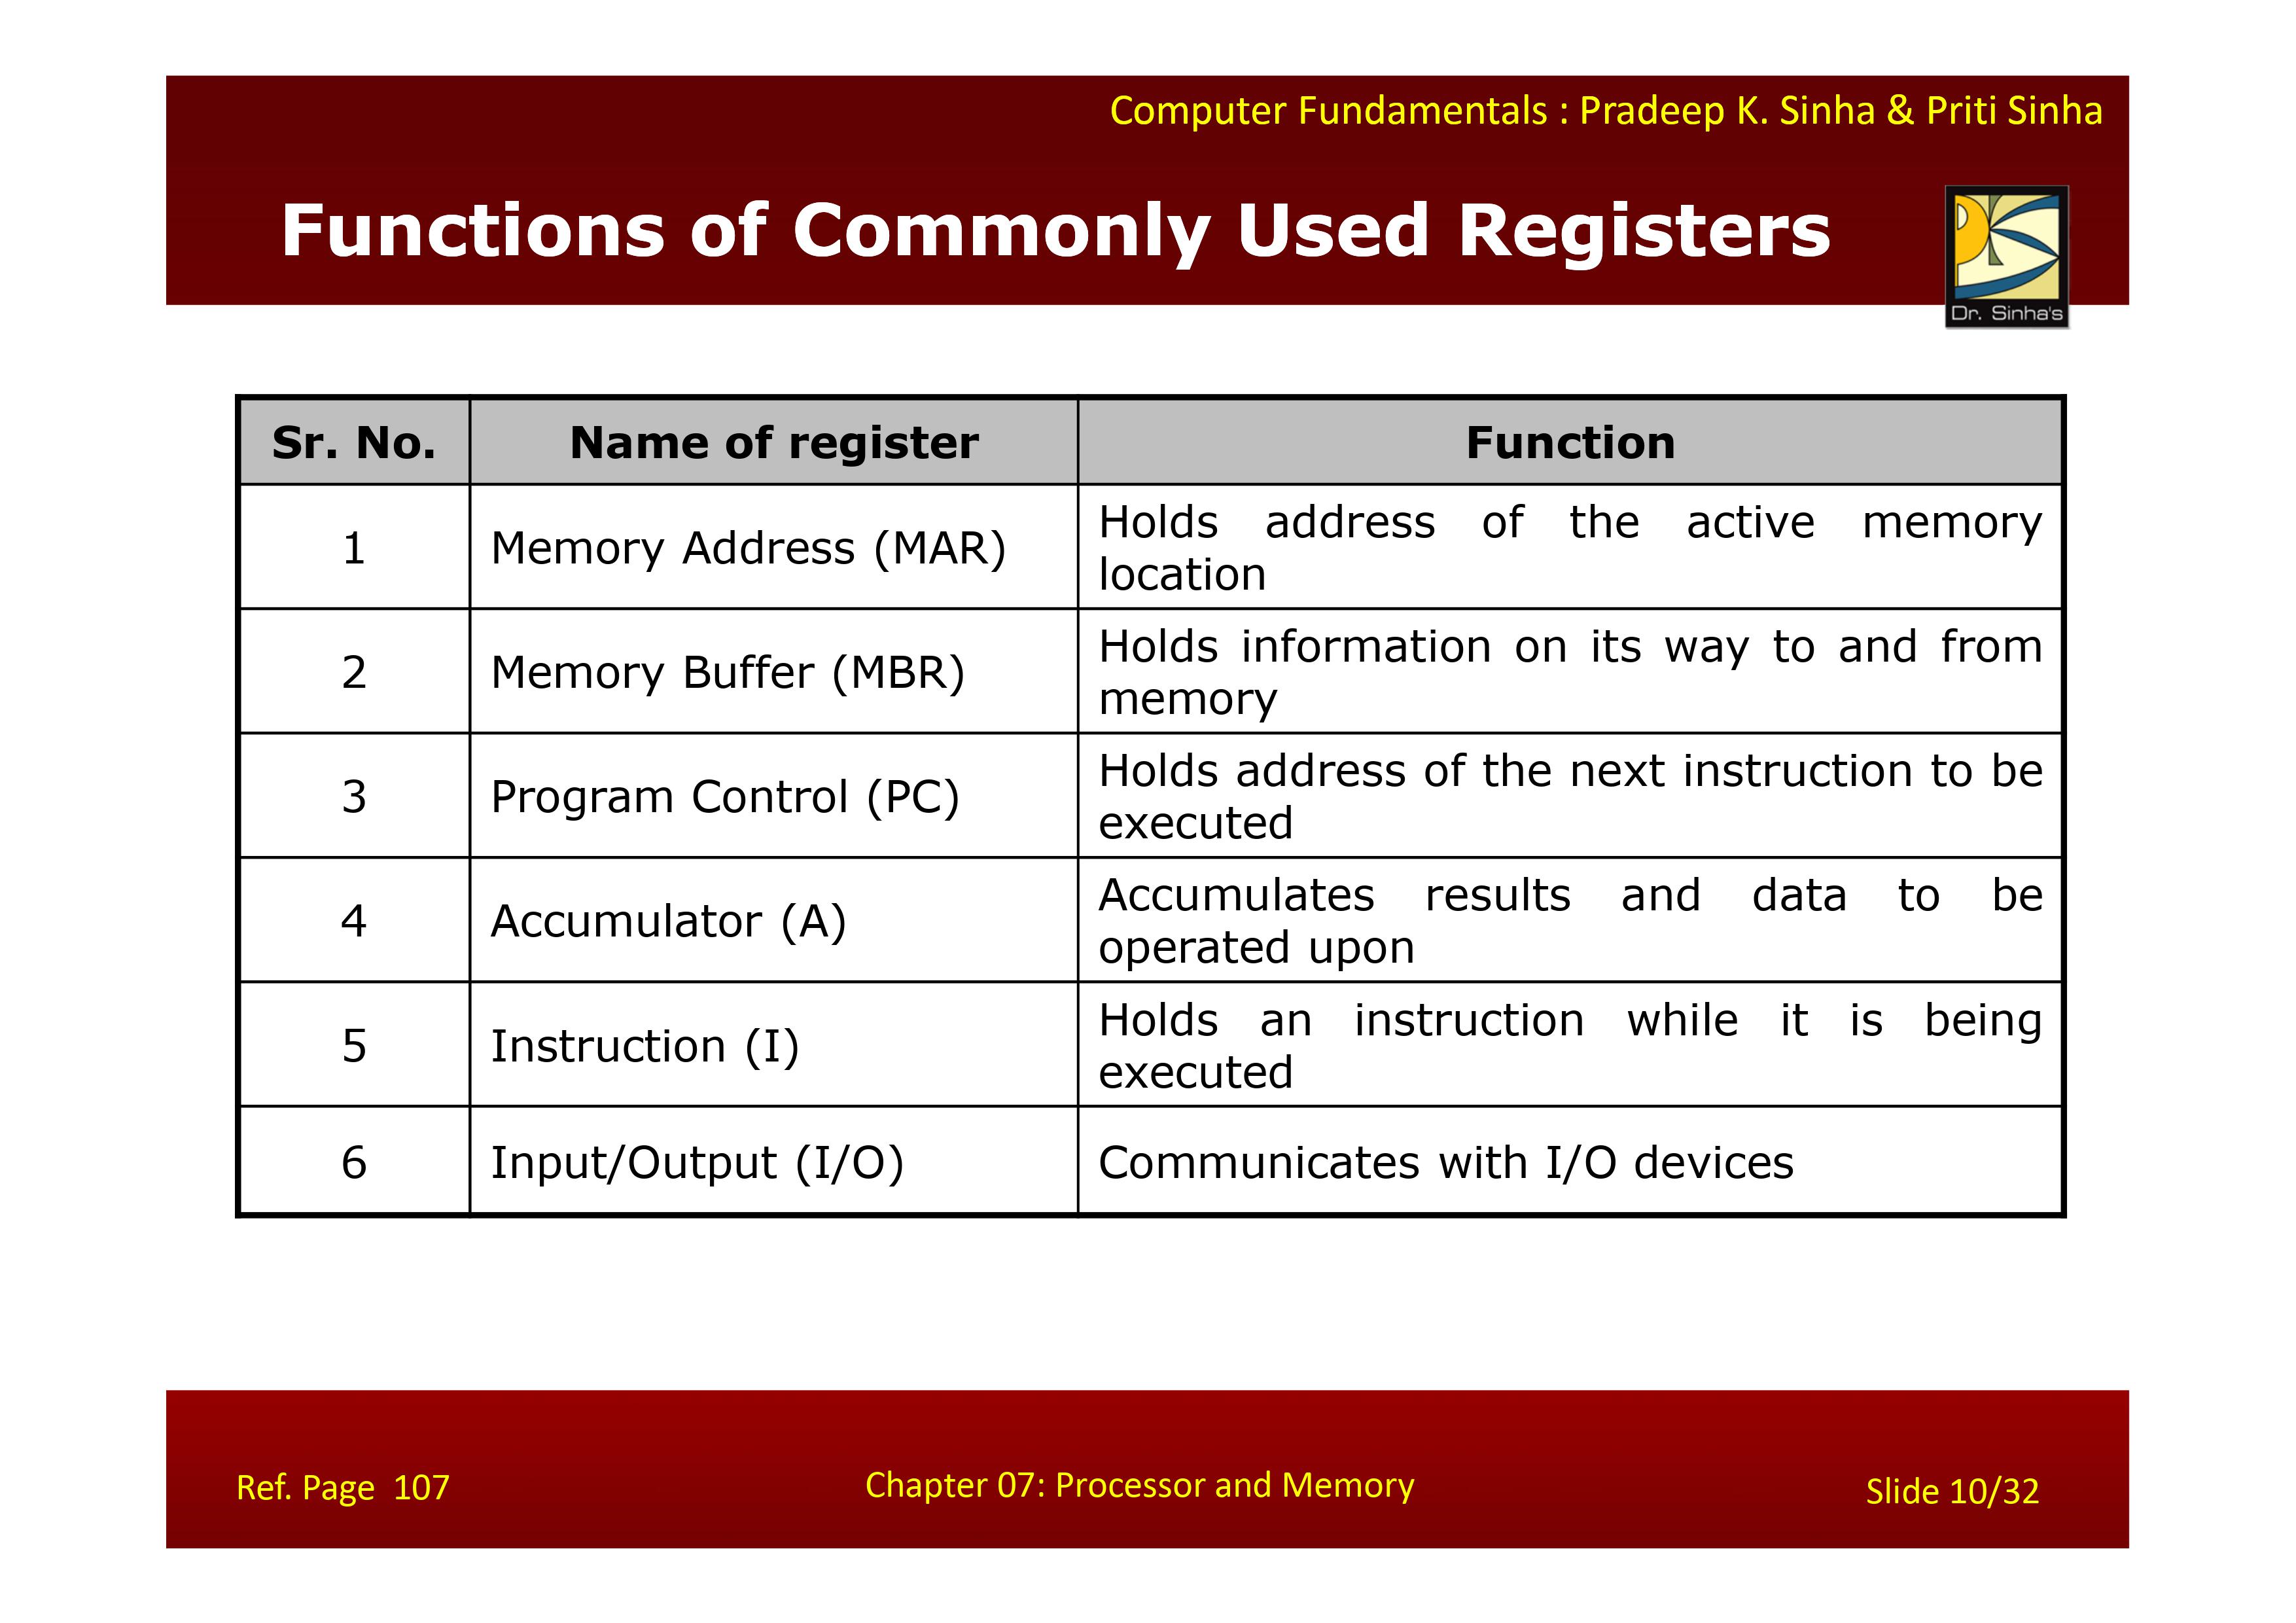 Computer Fundamentals : Pradeep K. Sinha & Priti Sinha
Functions of Commonly Used Registers
Dr. Sinha's
Sr. No. Name of register Function
1 Memory Address (MAR) Holds address of the active memory
location
2 Memory Buffer (MBR) Holds information on its way to and from
memory
3 Program Control (PC) Holds address of the next instruction to be
executed
4 Accumulator (A) Accumulates results and data to be
operated upon
5 Instruction (I) Holds an instruction while it is being
executed
6 Input/Output (I/O) Communicates with I/O devices
Ref. Page 107 Chapter 07: Processor and Memory Slide 10/32